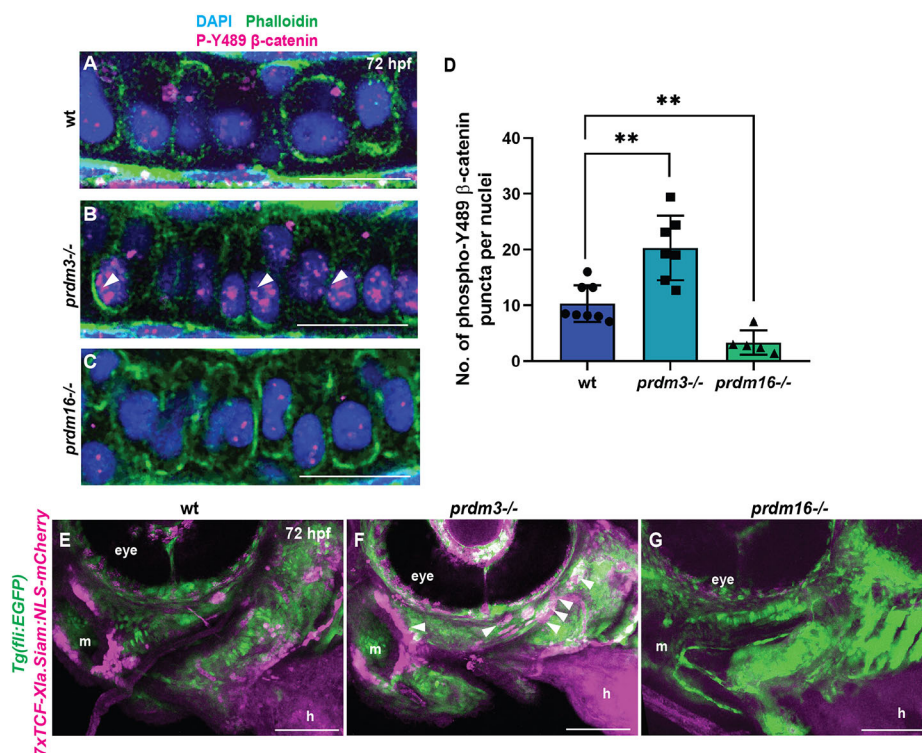 DAPI Phalloidin
P-Y489 β-catenin
A
72 hpf
wt
B
prdm3-/-
C
prdm16-/-
D
No. of phospho-Y489 β-catenin
puncta per nuclei
40
30
20
10
0
**
**
wt
prdm3-/-
prdm16-/-
wt
prdm3-/-
prdm16-/-
Tg(fli:EGFP)
7xTCF-Xla.Siam:NLS-mCherry
E
72 hpf
eye
m
h
F
eye
m
h
G
eye
m
h